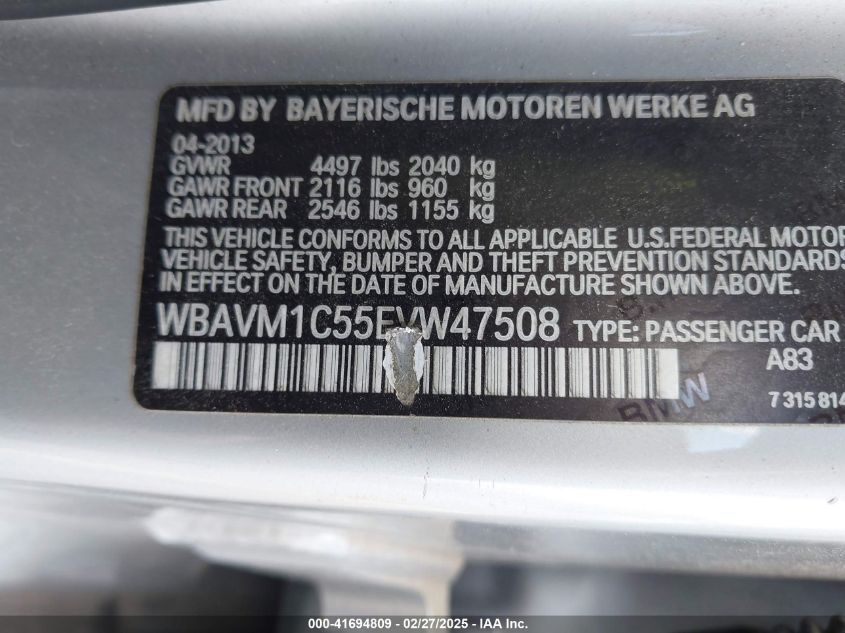 MFD BY BAYERISCHE MOTOREN WERKE AG
04-2013
GVWR 4497 lbs 2040 kg
GAWR FRONT 2116 lbs 960 kg
GAWR REAR 2546 lbs 1155 kg
THIS VEHICLE CONFORMS TO ALL APPLICABLE U.S.FEDERAL MOTOR
VEHICLE SAFETY, BUMPER AND THEFT PREVENTION STANDARDS
IN EFFECT ON THE DATE OF MANUFACTURE SHOWN ABOVE.
WBAVM1C55EVW47508 TYPE: PASSENGER CAR
A83
BMW
7 315 814
000-41694809 - 02/27/2025 - IAA Inc.